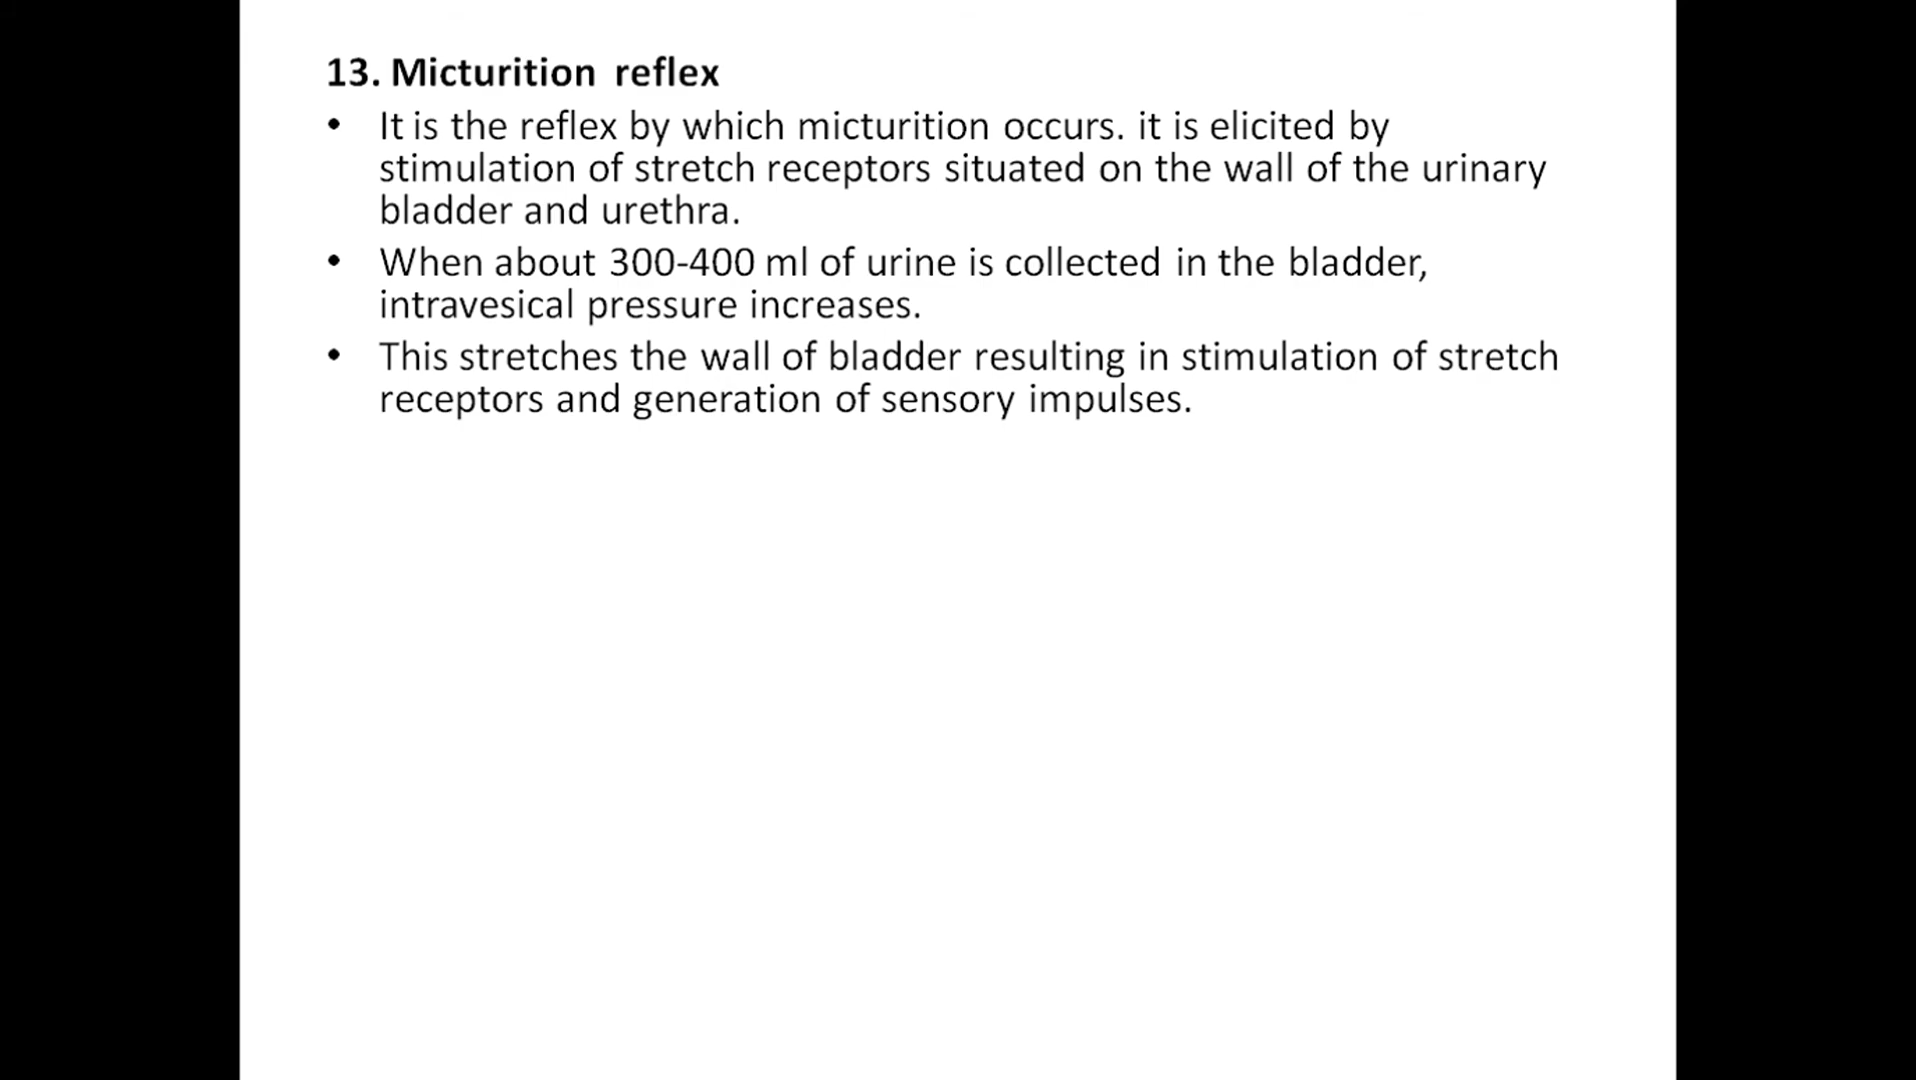 13. Micturition reflex
• It is the reflex by which micturition occurs. it is elicited by
stimulation of stretch receptors situated on the wall of the urinary
bladder and urethra.
• When about 300-400 ml of urine is collected in the bladder,
intravesical pressure increases.
• This stretches the wall of bladder resulting in stimulation of stretch
receptors and generation of sensory impulses.